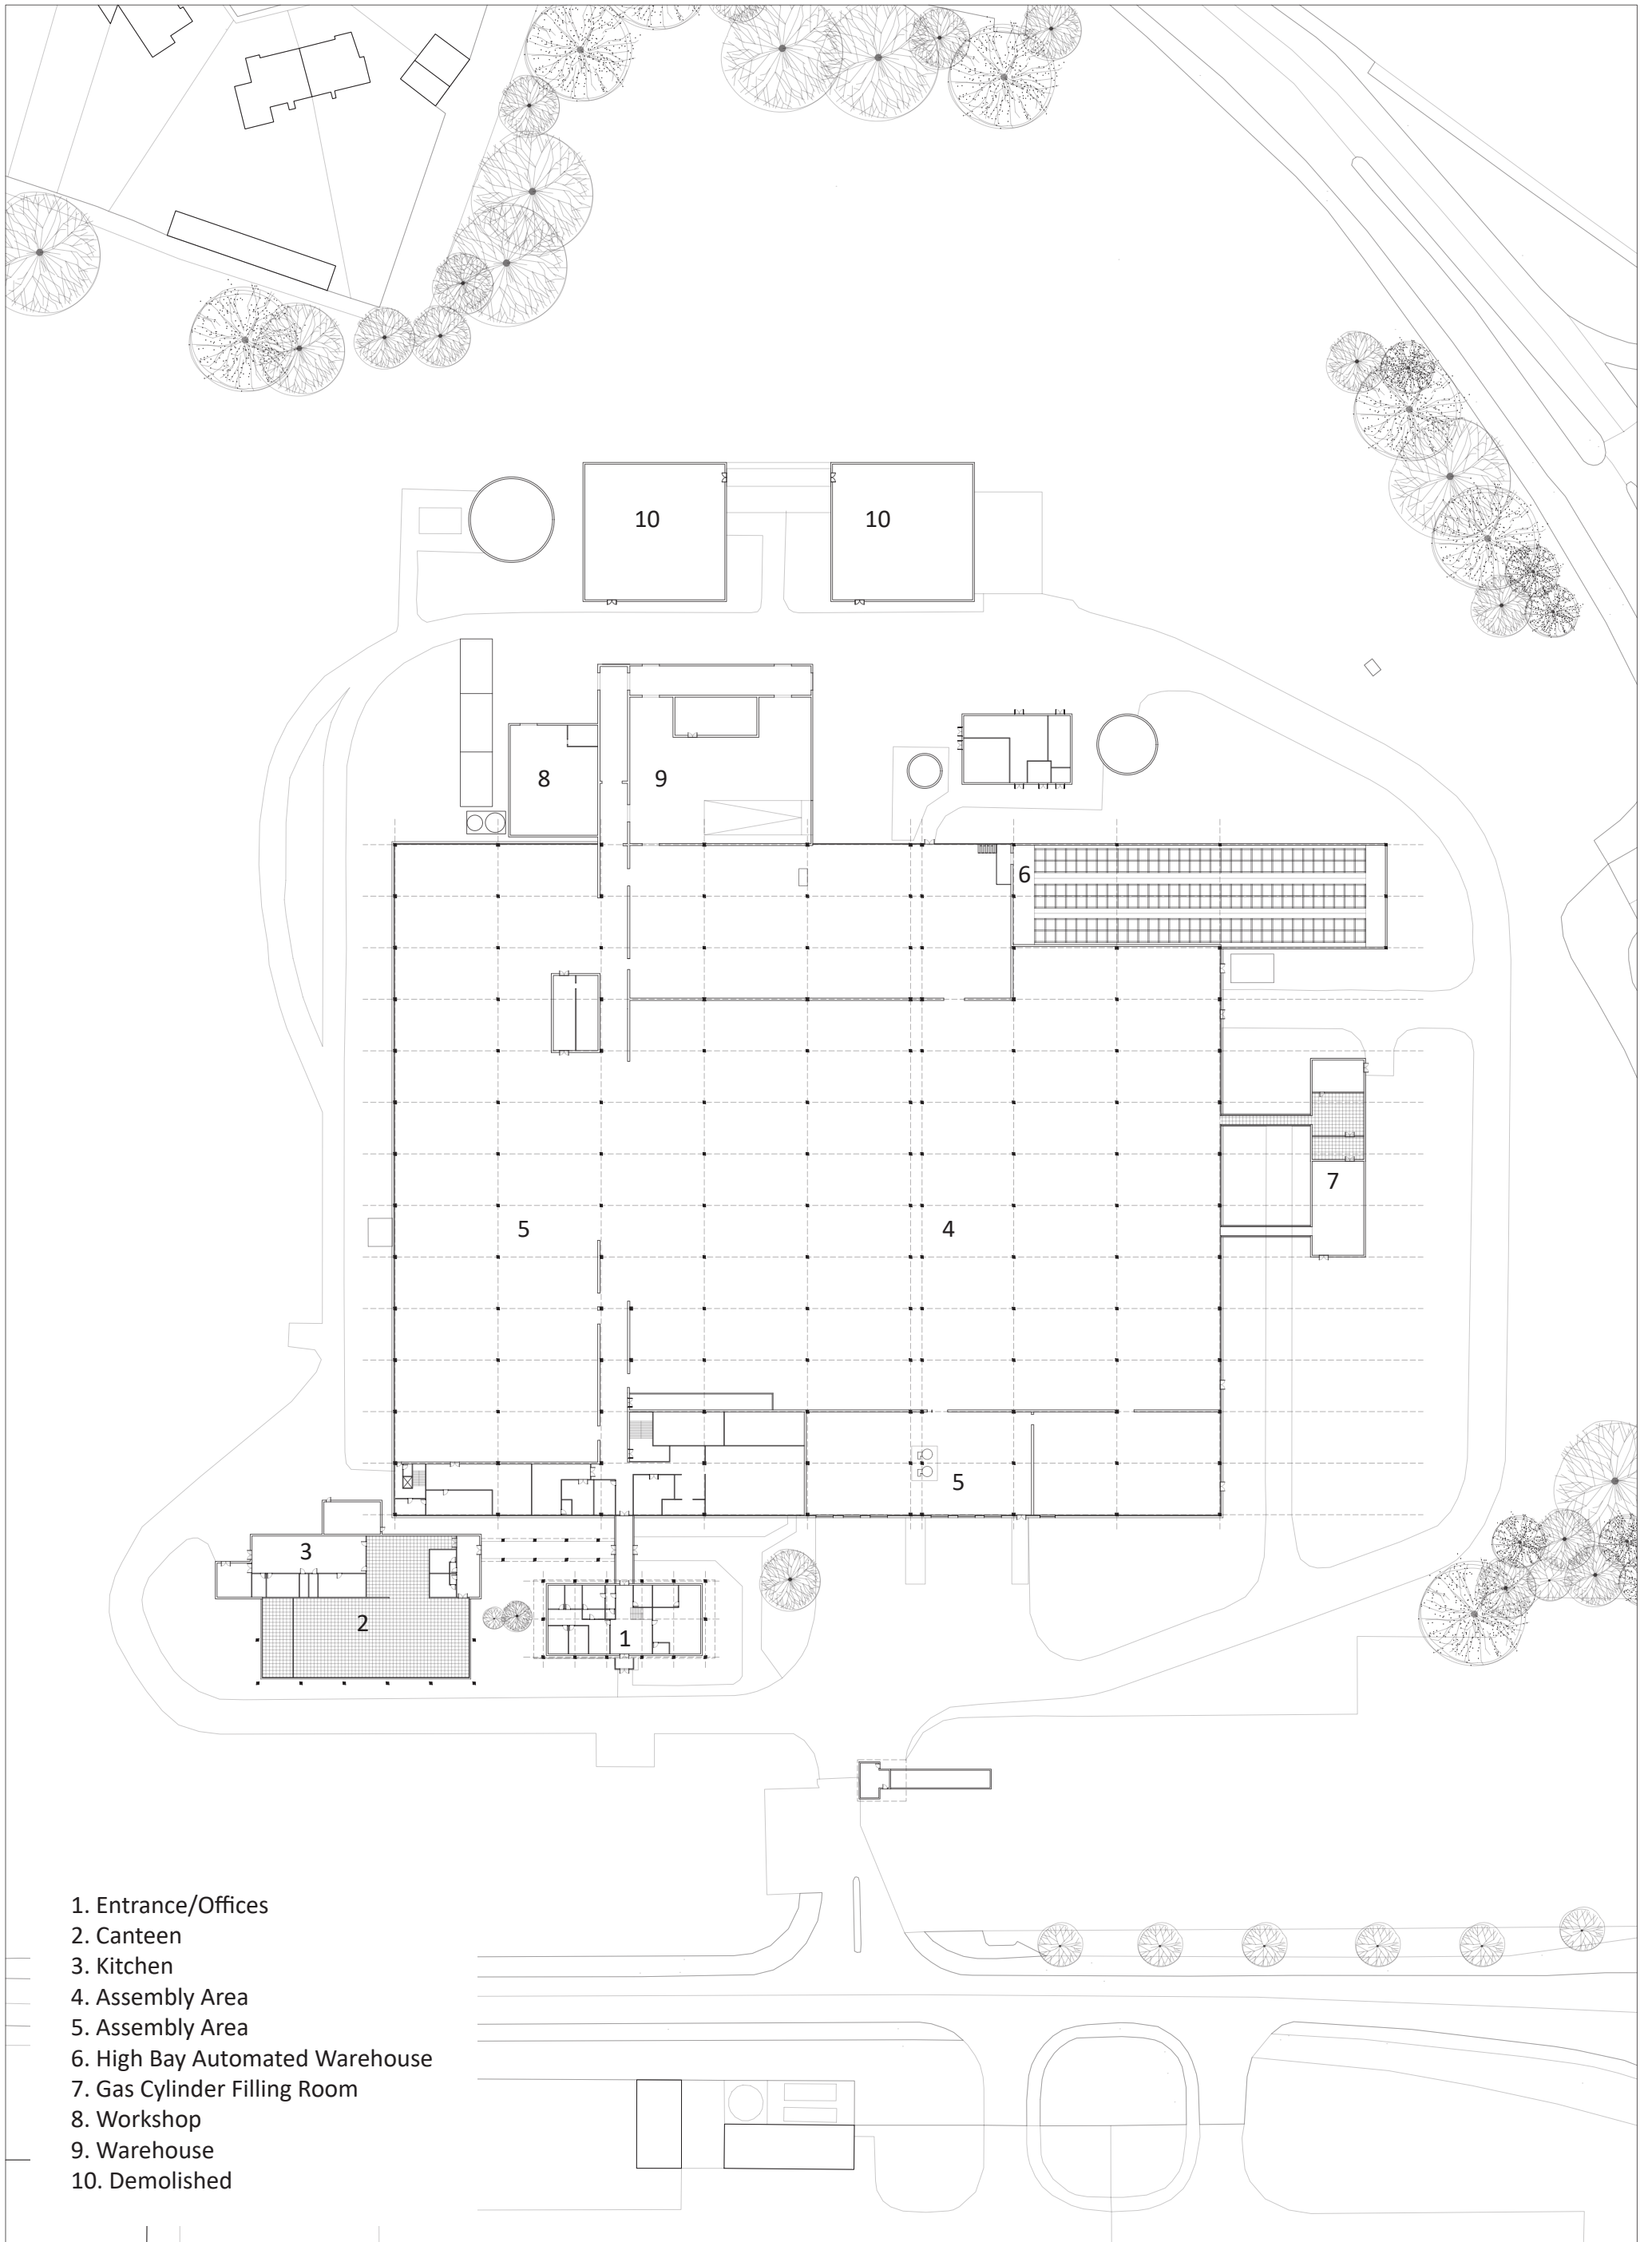 10 10
8 9
6
7
5 4
5
3
2 1
1. Entrance/Offices
2. Canteen
3. Kitchen
4. Assembly Area
5. Assembly Area
6. High Bay Automated Warehouse
7. Gas Cylinder Filling Room
8. Workshop
9. Warehouse
10. Demolished